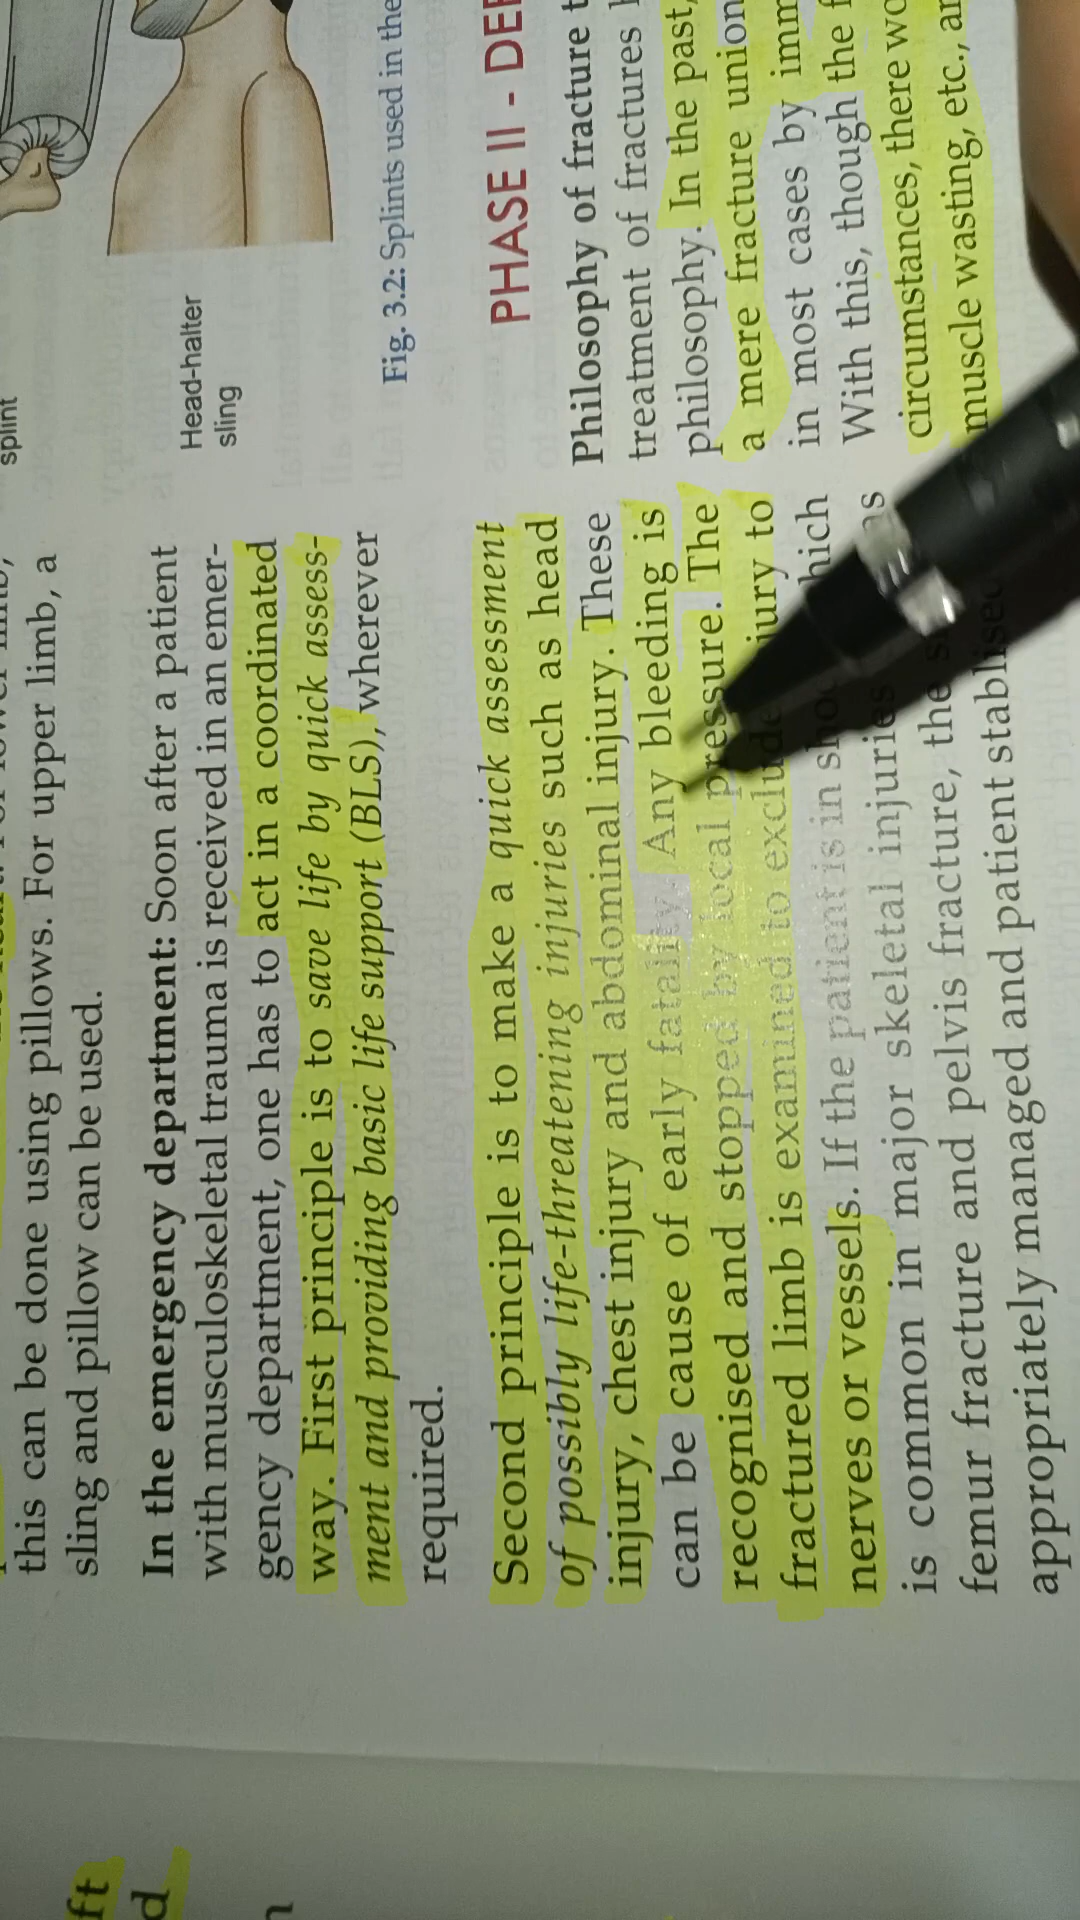 this can be done using pillows. For upper limb, a
sling and pillow can be used.
In the emergency department: Soon after a patient
with musculoskeletal trauma is received in an emer-
gency department, one has to act in a coordinated
way. First principle is to save life by quick assess-
ment and providing basic life support (BLS), wherever
required.
Second principle is to make a quick assessment
of possibly life-threatening injuries such as head
injury, chest injury and abdominal injury. These
can be cause of early fatality. Any bleeding is
recognised and stopped by local pressure. The
fractured limb is examined to exclude injury to
nerves or vessels. If the patient is in
is common in major skeletal injuries
femur fracture and pelvis fracture, the
appropriately managed and patient
splint
Head-halter
sling
Fig. 3.2: Splints used in the
PHASE II -
Philosophy of fracture
treatment of fractures
philosophy. In the past,
a mere fracture union
in most cases by
With this, though the
circumstances, there
muscle wasting, etc.,